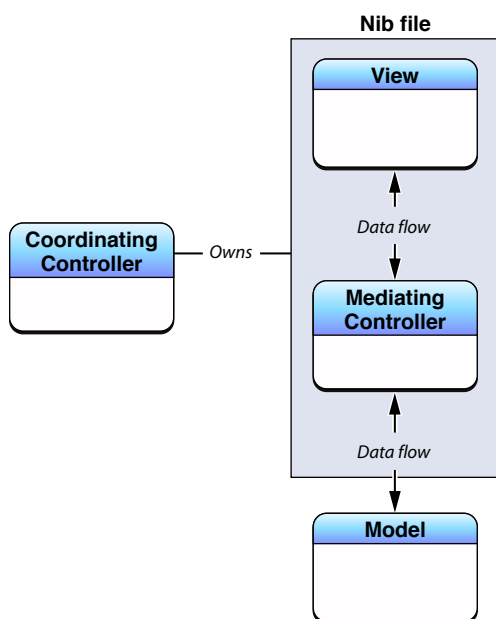 Nib file
View
Data flow
Coordinating
Controller
Owns
Mediating
Controller
Data flow
Model